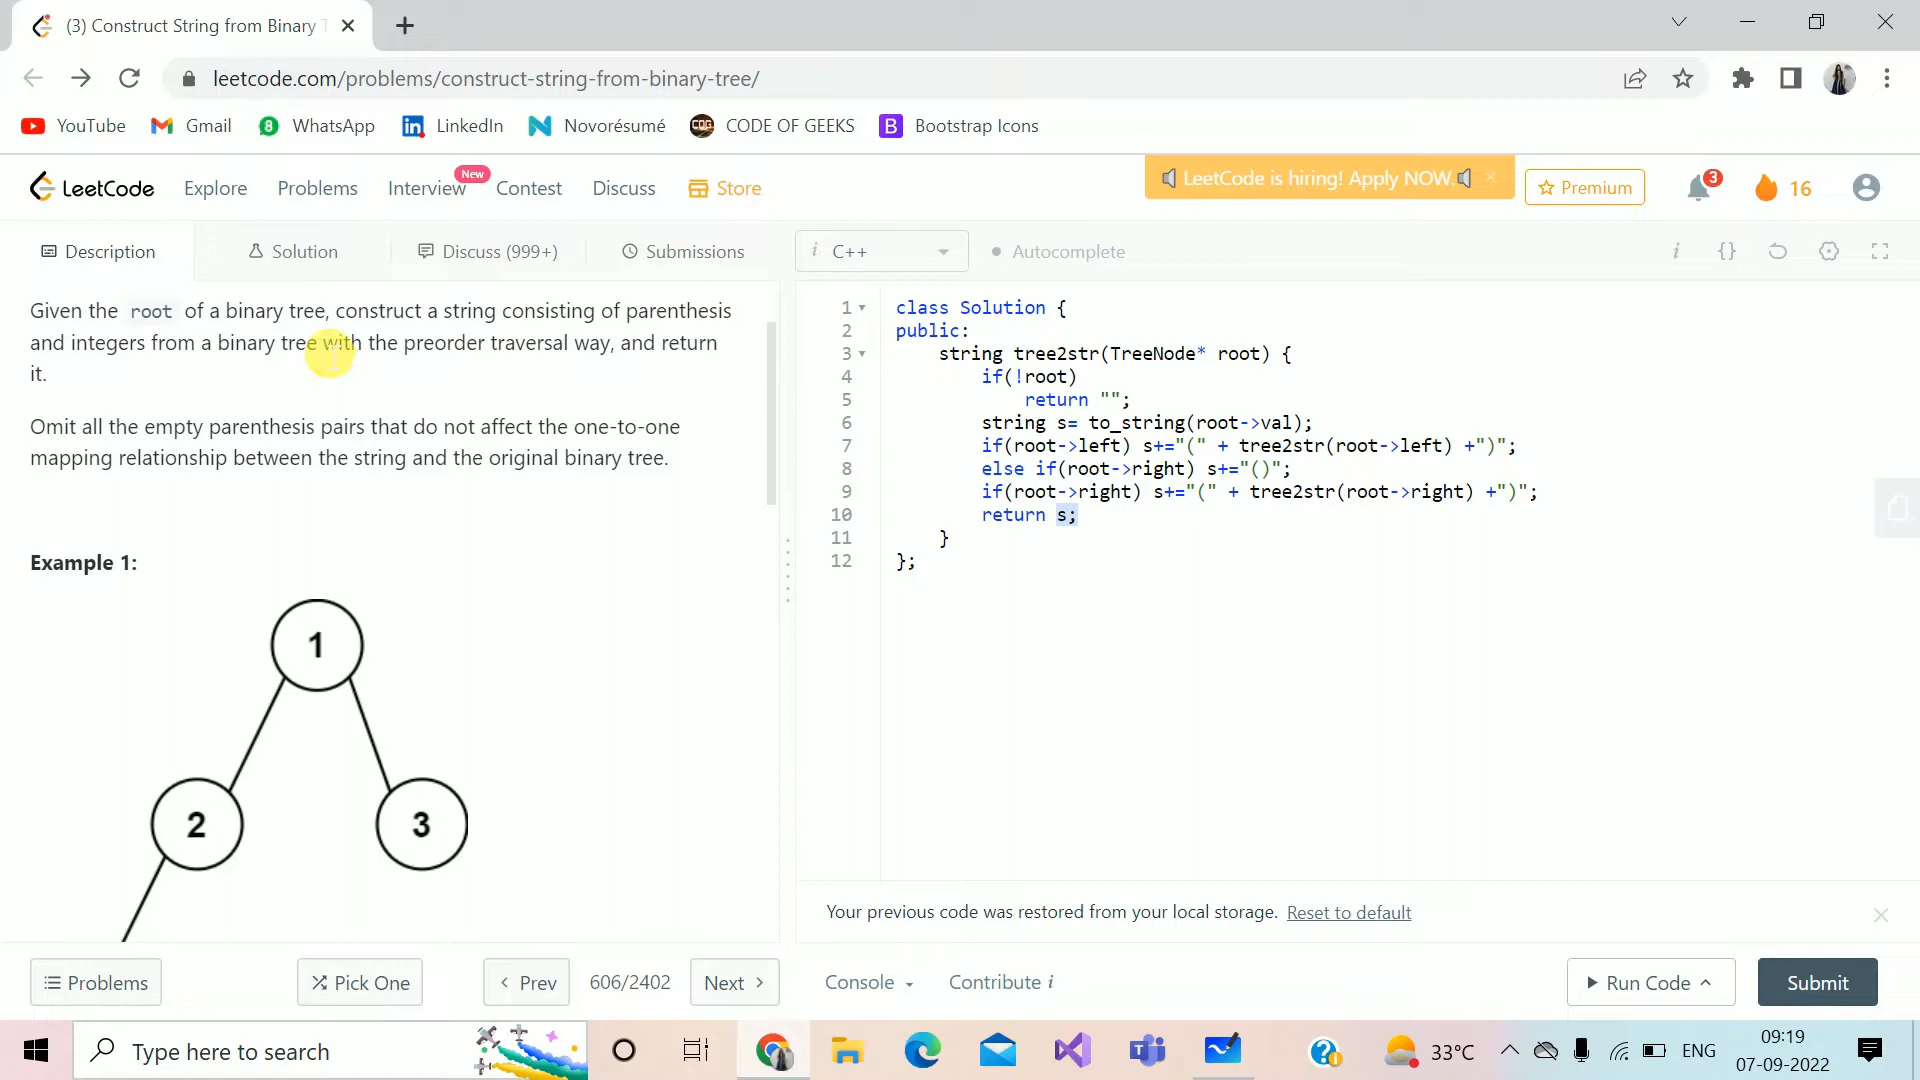 (3) Construct String from Binary T
leetcode.com/problems/construct-string-from-binary-tree/
YouTube
Gmail
WhatsApp
LinkedIn
Novorésumé
CODE OF GEEKS
Bootstrap Icons
LeetCode
Explore
Problems
Interview
New
Contest
Discuss
Store
LeetCode is hiring! Apply NOW.
Premium
3
16
Description
Solution
Discuss (999+)
Submissions
i C++
Autocomplete
i {}
Given the root of a binary tree, construct a string consisting of parenthesis
and integers from a binary tree with the preorder traversal way, and return
it.
Omit all the empty parenthesis pairs that do not affect the one-to-one
mapping relationship between the string and the original binary tree.
Example 1:
1
2
3
1 class Solution {
2 public:
3 string tree2str(TreeNode* root) {
4 if(!root)
5 return "";
6 string s= to_string(root->val);
7 if(root->left) s+="(" + tree2str(root->left) +")";
8 else if(root->right) s+="()";
9 if(root->right) s+="(" + tree2str(root->right) +")";
10 return s;
11 }
12 };
Your previous code was restored from your local storage. Reset to default
Problems
Pick One
Prev
606/2402
Next
Console
Contribute i
Run Code
Submit
Type here to search
33°C
ENG
09:19
07-09-2022